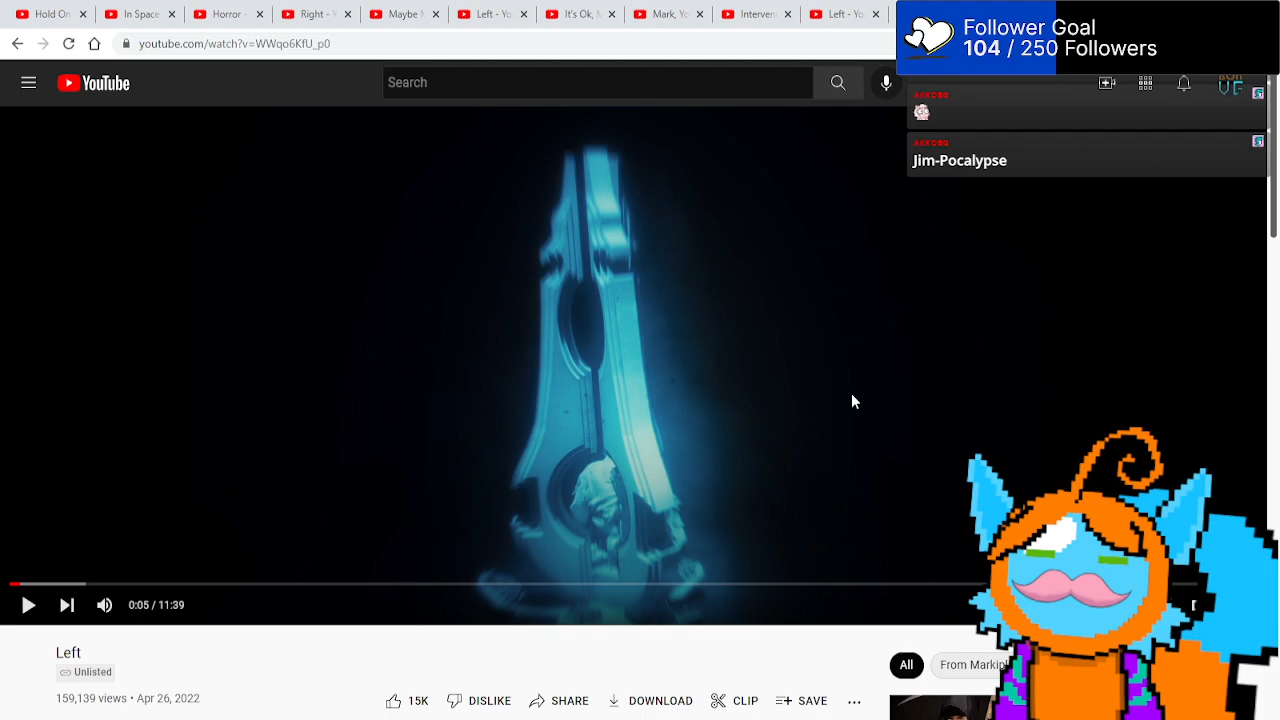 Hold On
In Space
Horror -
Right - Y
Maybe M
Left - Yo
It's Ok, M
Mark, Yo
Interven
Left - Yo
youtube.com/watch?v=WWqo6KfU_p0
Follower Goal
104 / 250 Followers
YouTube
Search
Jim-Pocalypse
0:05 / 11:39
Left
Unlisted
All
From Markipl
159,139 views • Apr 26, 2022
15K
DISLIKE
SHARE
DOWNLOAD
CLIP
SAVE